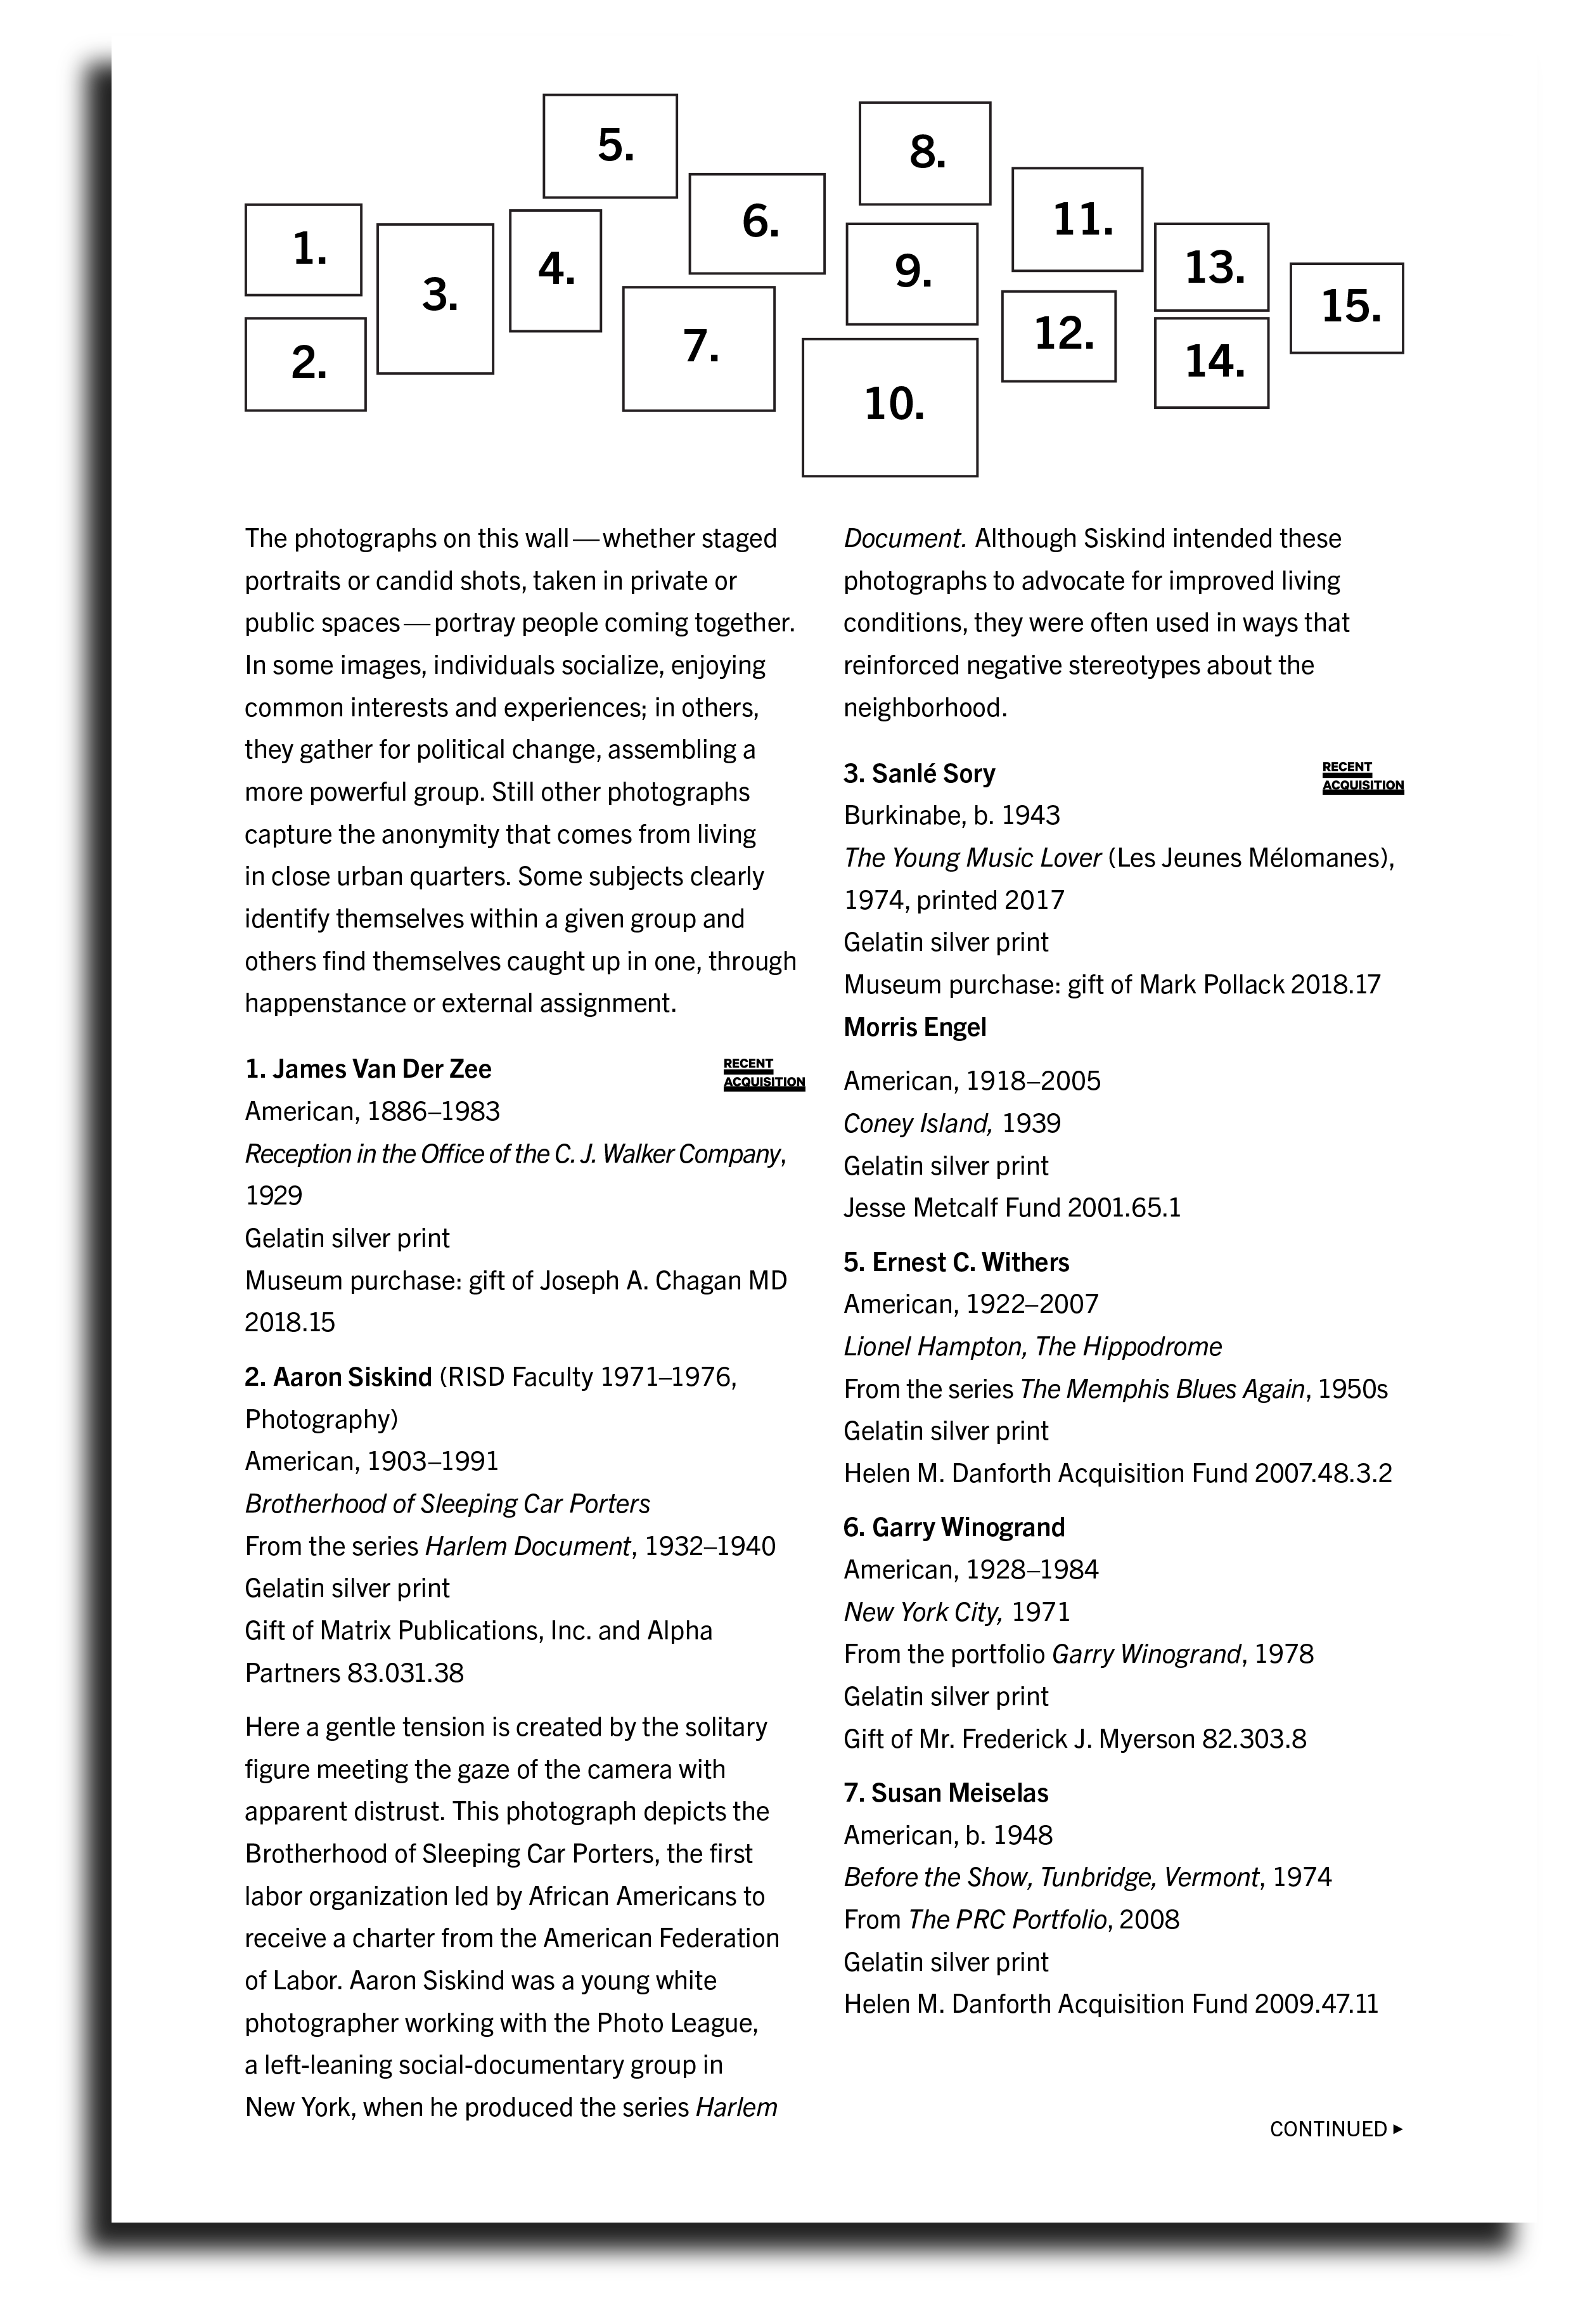 5.
8.
6.
11.
1.
4.
9.
13.
3.
15.
7.
12.
2.
14.
10.
The photographs on this wall — whether staged
portraits or candid shots, taken in private or
public spaces — portray people coming together.
In some images, individuals socialize, enjoying
common interests and experiences; in others,
they gather for political change, assembling a
more powerful group. Still other photographs
capture the anonymity that comes from living
in close urban quarters. Some subjects clearly
identify themselves within a given group and
others find themselves caught up in one, through
happenstance or external assignment.
1. James Van Der Zee
RECENT
ACQUISITION
American, 1886–1983
Reception in the Office of the C. J. Walker Company,
1929
Gelatin silver print
Museum purchase: gift of Joseph A. Chagan MD
2018.15
2. Aaron Siskind (RISD Faculty 1971–1976,
Photography)
American, 1903–1991
Brotherhood of Sleeping Car Porters
From the series Harlem Document, 1932–1940
Gelatin silver print
Gift of Matrix Publications, Inc. and Alpha
Partners 83.031.38
Here a gentle tension is created by the solitary
figure meeting the gaze of the camera with
apparent distrust. This photograph depicts the
Brotherhood of Sleeping Car Porters, the first
labor organization led by African Americans to
receive a charter from the American Federation
of Labor. Aaron Siskind was a young white
photographer working with the Photo League,
a left-leaning social-documentary group in
New York, when he produced the series Harlem
Document. Although Siskind intended these
photographs to advocate for improved living
conditions, they were often used in ways that
reinforced negative stereotypes about the
neighborhood.
3. Sanlé Sory
RECENT
ACQUISITION
Burkinabe, b. 1943
The Young Music Lover (Les Jeunes Mélomanes),
1974, printed 2017
Gelatin silver print
Museum purchase: gift of Mark Pollack 2018.17
Morris Engel
American, 1918–2005
Coney Island, 1939
Gelatin silver print
Jesse Metcalf Fund 2001.65.1
5. Ernest C. Withers
American, 1922–2007
Lionel Hampton, The Hippodrome
From the series The Memphis Blues Again, 1950s
Gelatin silver print
Helen M. Danforth Acquisition Fund 2007.48.3.2
6. Garry Winogrand
American, 1928–1984
New York City, 1971
From the portfolio Garry Winogrand, 1978
Gelatin silver print
Gift of Mr. Frederick J. Myerson 82.303.8
7. Susan Meiselas
American, b. 1948
Before the Show, Tunbridge, Vermont, 1974
From The PRC Portfolio, 2008
Gelatin silver print
Helen M. Danforth Acquisition Fund 2009.47.11
CONTINUED ▸